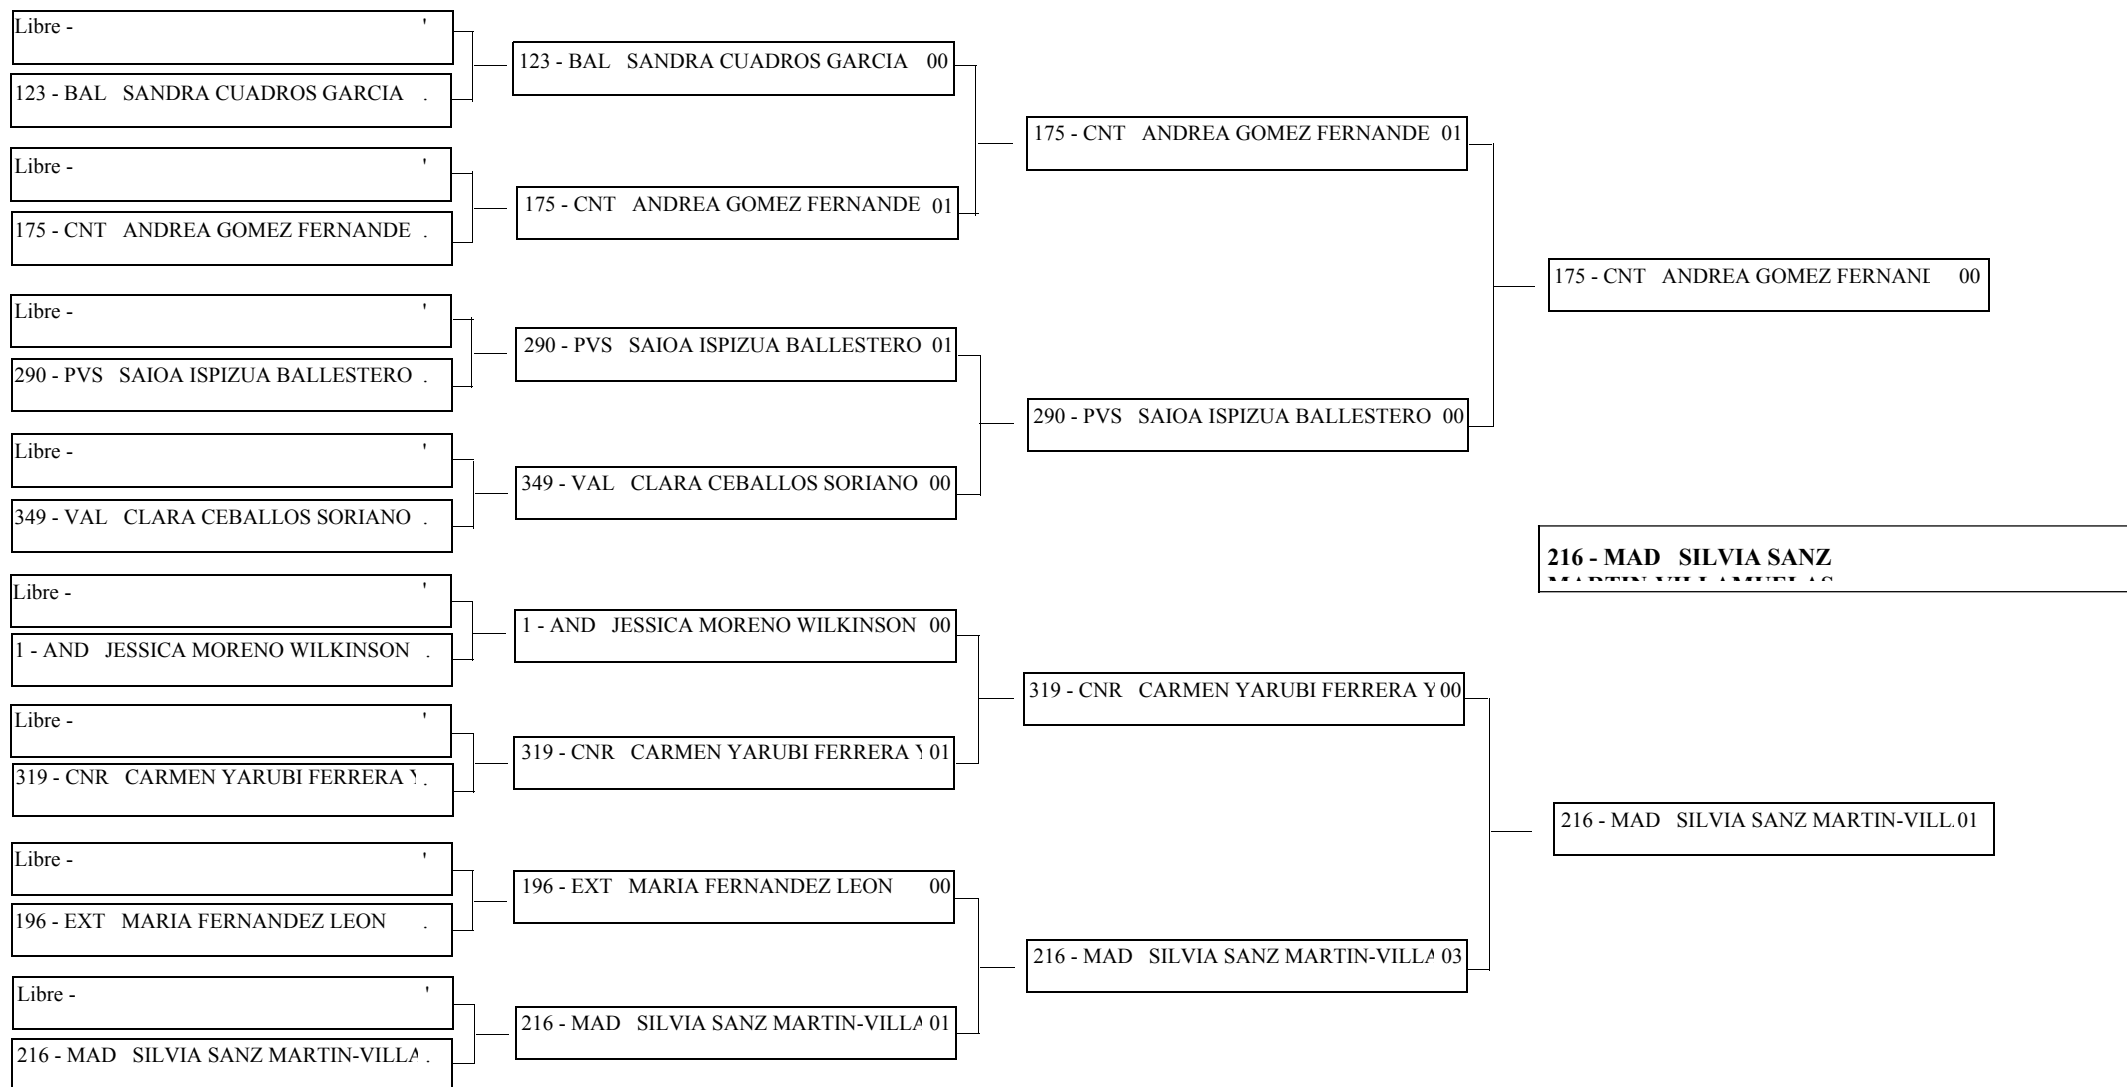 Libre - '
123 - BAL SANDRA CUADROS GARCIA .
Libre - '
175 - CNT ANDREA GOMEZ FERNANDE .
Libre - '
290 - PVS SAIOA ISPIZUA BALLESTERO .
Libre - '
349 - VAL CLARA CEBALLOS SORIANO .
Libre - '
1 - AND JESSICA MORENO WILKINSON .
Libre - '
319 - CNR CARMEN YARUBI FERRERA Y .
Libre - '
196 - EXT MARIA FERNANDEZ LEON .
Libre - '
216 - MAD SILVIA SANZ MARTIN-VILLA .
123 - BAL SANDRA CUADROS GARCIA 00
175 - CNT ANDREA GOMEZ FERNANDE 01
290 - PVS SAIOA ISPIZUA BALLESTERO 01
349 - VAL CLARA CEBALLOS SORIANO 00
1 - AND JESSICA MORENO WILKINSON 00
319 - CNR CARMEN YARUBI FERRERA Y 01
196 - EXT MARIA FERNANDEZ LEON 00
216 - MAD SILVIA SANZ MARTIN-VILLA 01
175 - CNT ANDREA GOMEZ FERNANDE 01
290 - PVS SAIOA ISPIZUA BALLESTERO 00
319 - CNR CARMEN YARUBI FERRERA Y 00
216 - MAD SILVIA SANZ MARTIN-VILLA 03
175 - CNT ANDREA GOMEZ FERNAND 00
216 - MAD SILVIA SANZ MARTIN-VILL 01
216 - MAD SILVIA SANZ
MARTIN-VILLAMUELAS